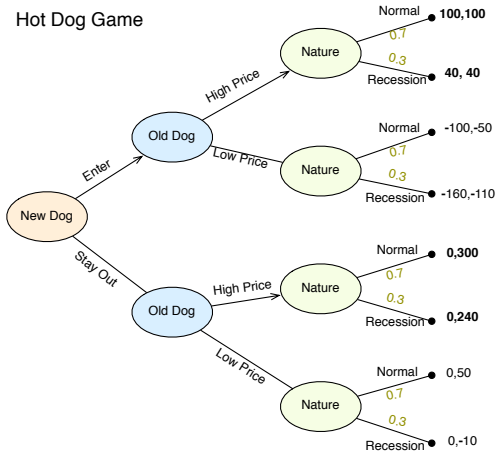 Hot Dog Game
Normal
100,100
0.7
Nature
0.3
Recession
40, 40
High Price
Old Dog
Enter
Low Price
Normal
-100,-50
0.7
Nature
0.3
Recession
-160,-110
New Dog
Stay Out
Normal
0,300
0.7
High Price
Nature
0.3
Recession
0,240
Old Dog
Low Price
Normal
0,50
0.7
Nature
0.3
Recession
0,-10